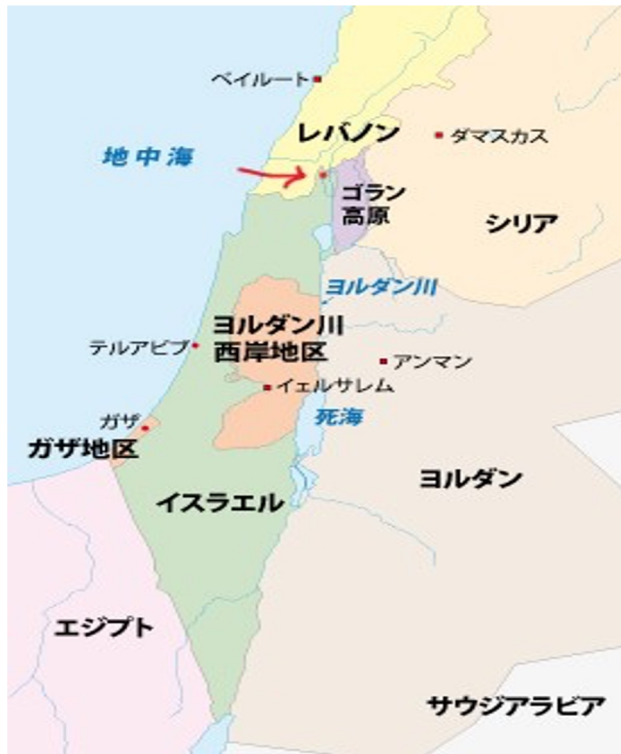 ベイルート
レバノン
ダマスカス
地中海
ゴラン
高原
シリア
ヨルダン川
ヨルダン川
西岸地区
テルアビブ
アンマン
イェルサレム
死海
ガザ
ガザ地区
ヨルダン
イスラエル
エジプト
サウジアラビア